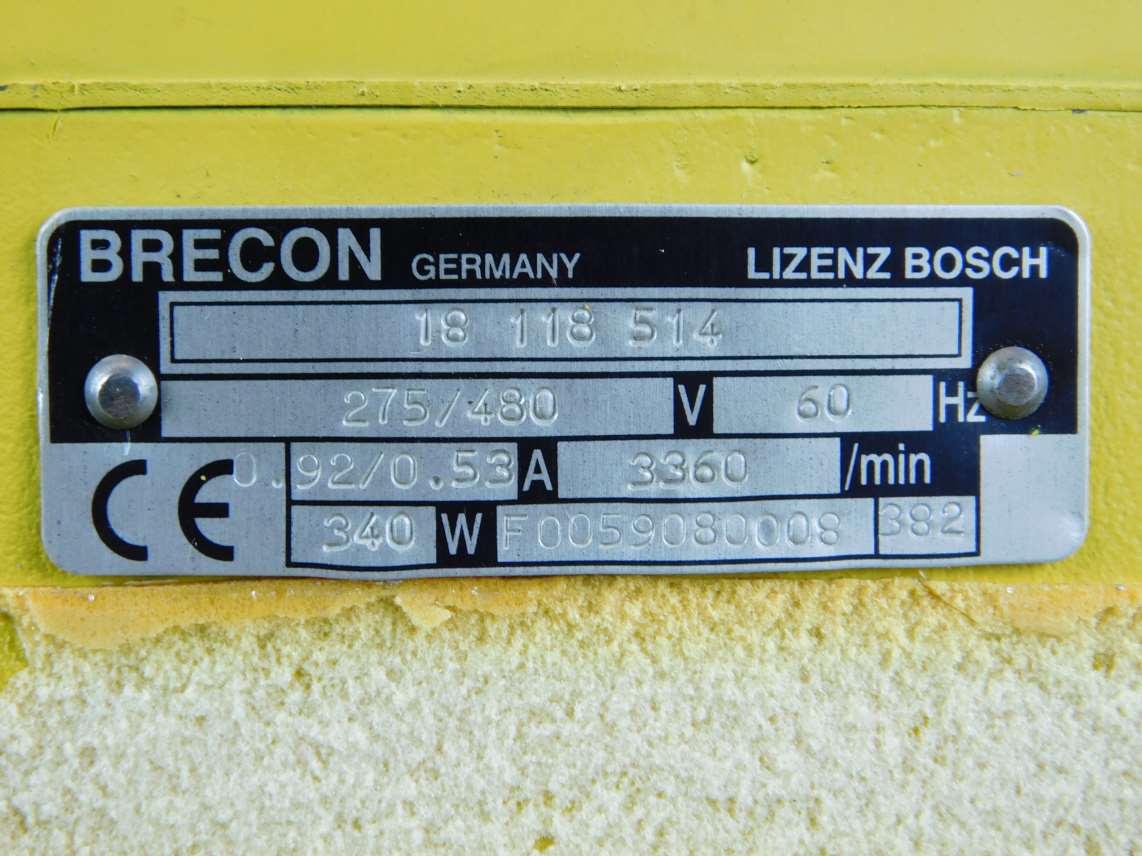 BRECON GERMANY LIZENZ BOSCH
18 118 514
275/480 V 60 Hz
CE 0.92/0.53 A 3360 /min
340 W F0059080008 382